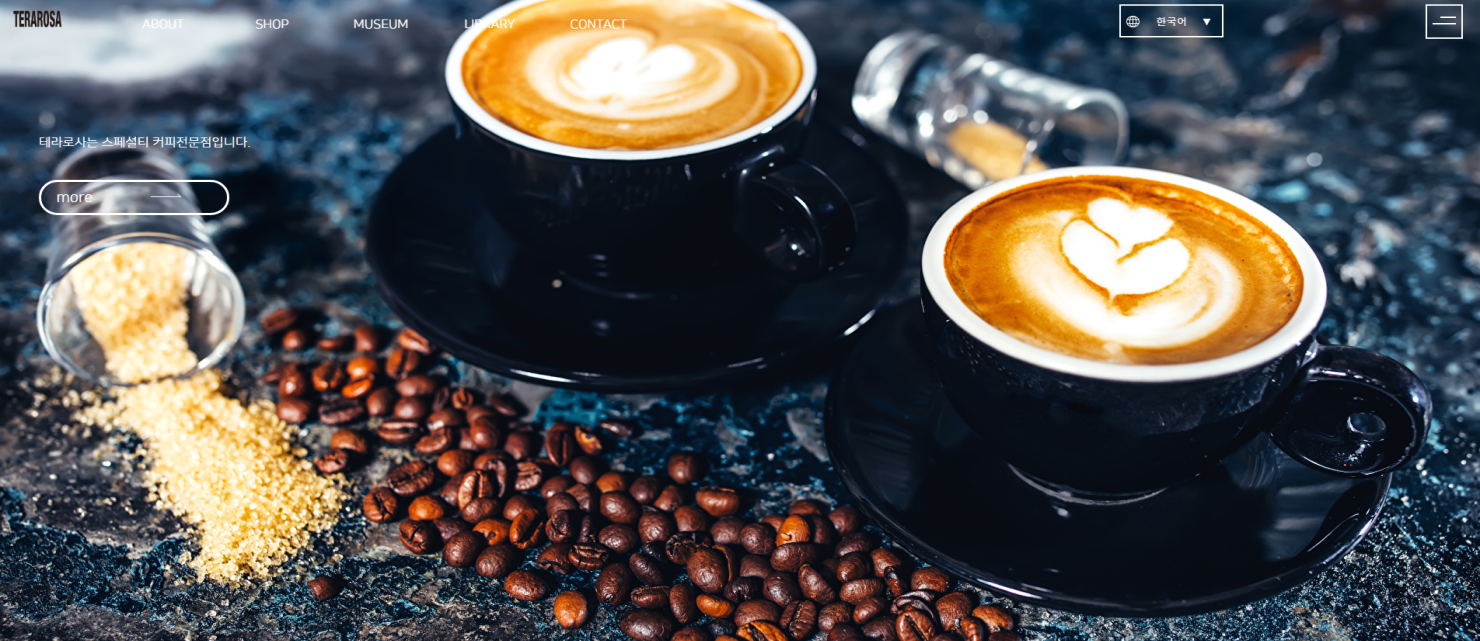 TERAROSA
ABOUT
SHOP
MUSEUM
LIBRARY
CONTACT
한국어 ▼
테라로사는 스페셜티 커피전문점입니다.
more